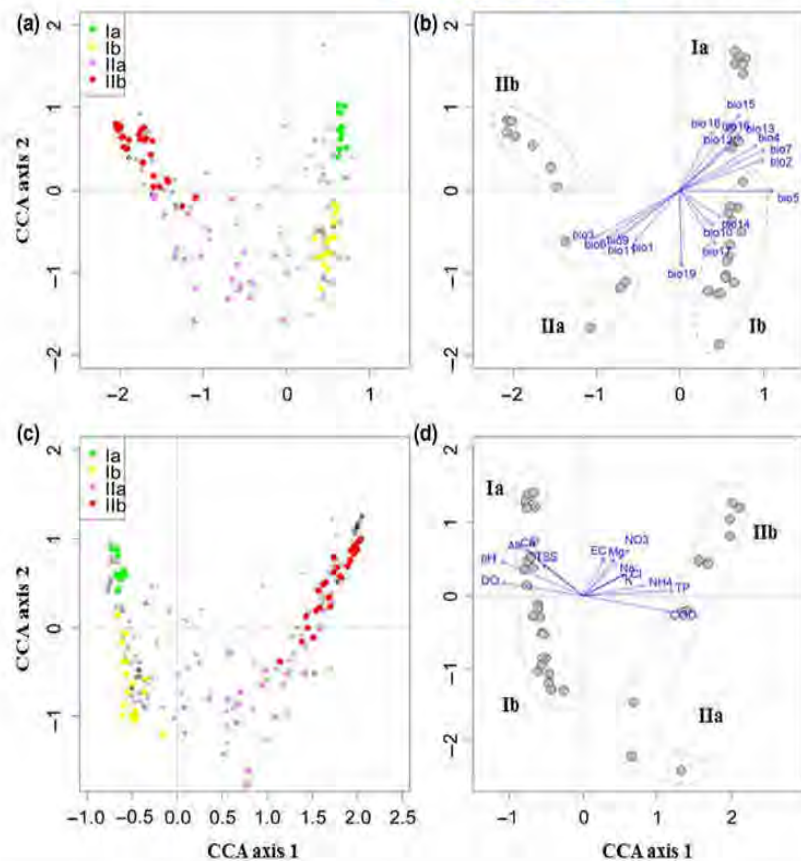 (a)
Ia
Ib
IIa
IIb
CCA axis 2
2
1
0
−1
−2
−2 −1 0 1
(b)
Ia
IIb
IIa
Ib
bio15
bio18 bio16 bio13
bio12 bio4
bio7
bio2
bio5
bio14
bio10
bio17
bio19
bio3
bio6 bio9
bio11 bio1
2
1
0
−1
−2
−2 −1 0 1 2
(c)
Ia
Ib
IIa
IIb
CCA axis 2
2
1
0
−1
−1.0 −0.5 0.0 0.5 1.0 1.5 2.0 2.5
CCA axis 1
(d)
Ia
IIb
Ib
IIa
TSS
pH
DO
EC Mg
NO3
Na
Cl
K
NH4 TP
COD
2
1
0
−1
−2
−1 0 1 2
CCA axis 1